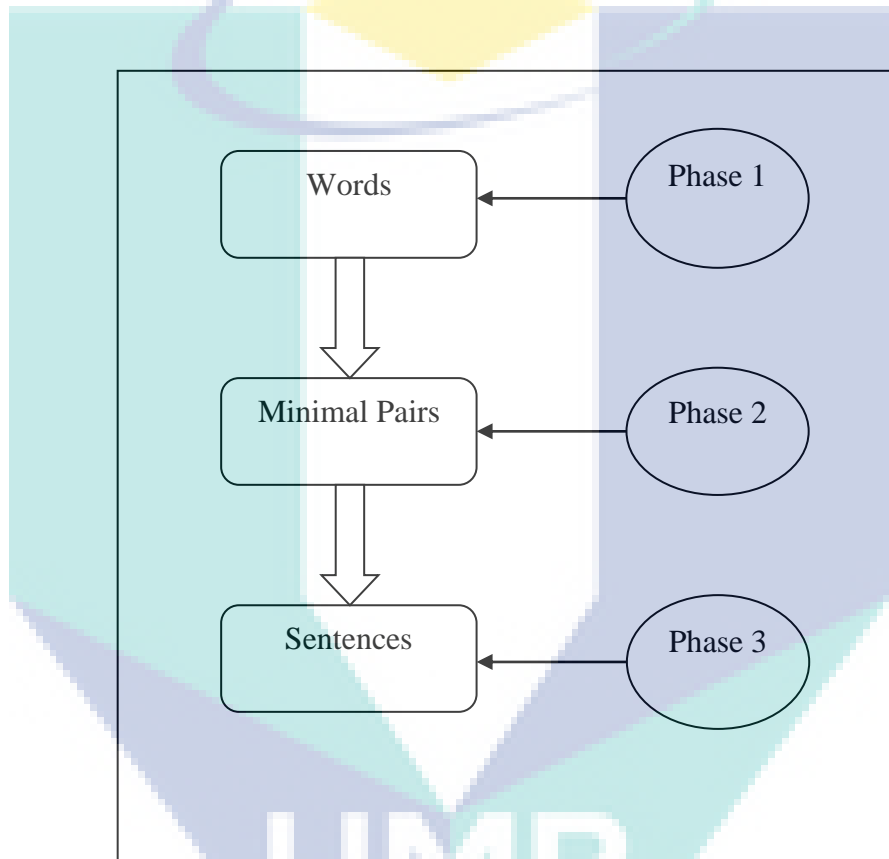 Words
Phase 1
Minimal Pairs
Phase 2
Sentences
Phase 3
UMP